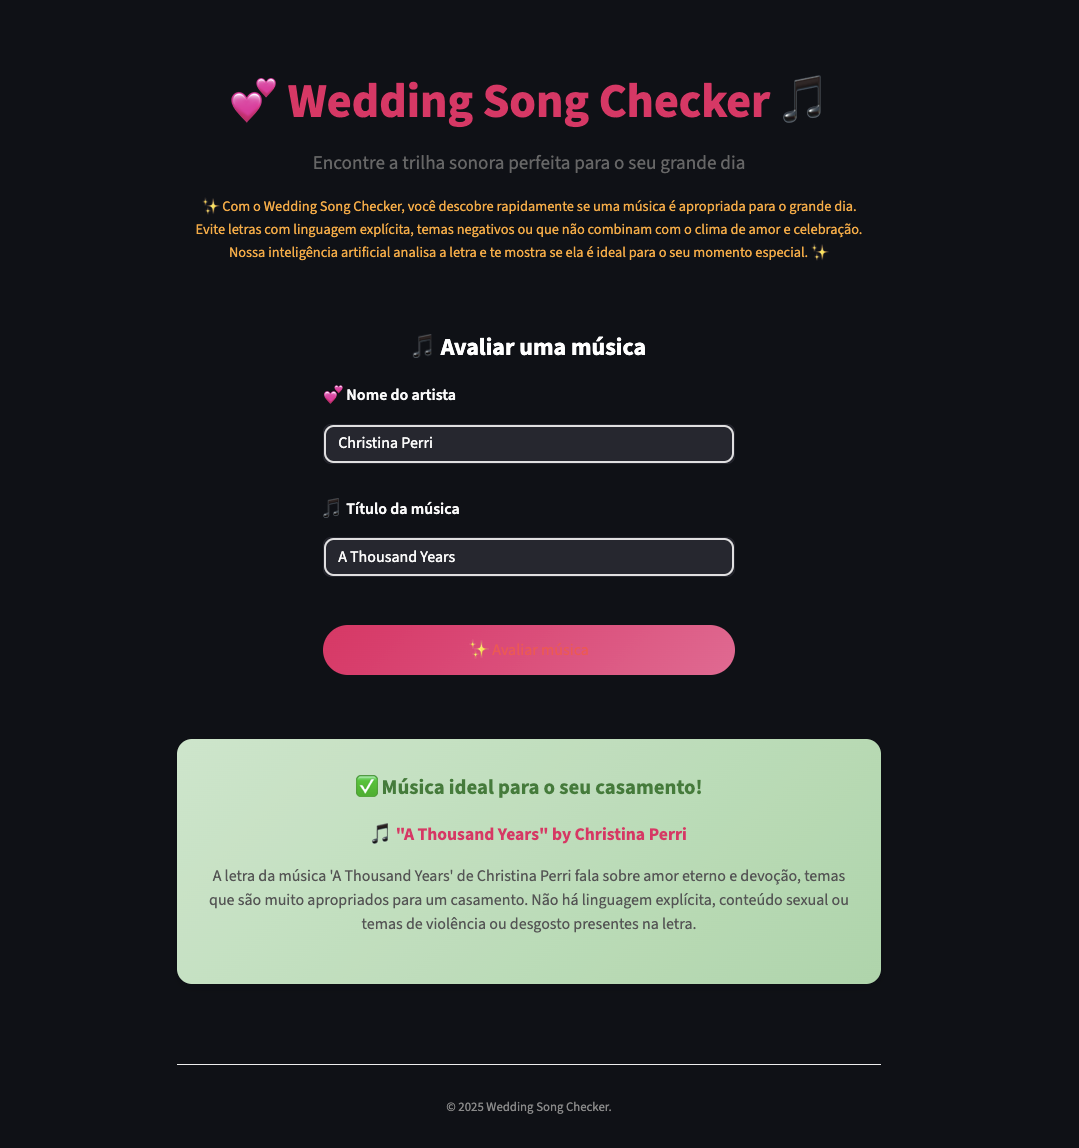 💕 Wedding Song Checker 🎵
Encontre a trilha sonora perfeita para o seu grande dia
✨ Com o Wedding Song Checker, você descobre rapidamente se uma música é apropriada para o grande dia.
Evite letras com linguagem explícita, temas negativos ou que não combinam com o clima de amor e celebração.
Nossa inteligência artificial analisa a letra e te mostra se ela é ideal para o seu momento especial. ✨
🎵 Avaliar uma música
💕 Nome do artista
Christina Perri
🎵 Título da música
A Thousand Years
✨ Avaliar música
✅ Música ideal para o seu casamento!
🎵 "A Thousand Years" by Christina Perri
A letra da música 'A Thousand Years' de Christina Perri fala sobre amor eterno e devoção, temas
que são muito apropriados para um casamento. Não há linguagem explícita, conteúdo sexual ou
temas de violência ou desgosto presentes na letra.
© 2025 Wedding Song Checker.